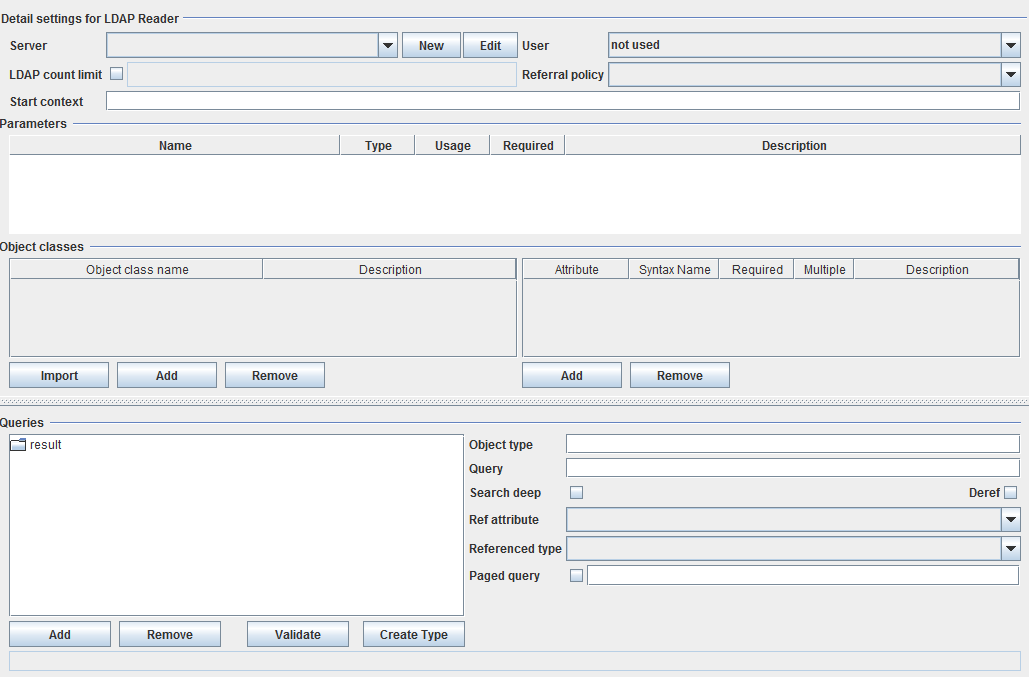 Detail settings for LDAP Reader
Server New Edit User not used
LDAP count limit Referral policy
Start context
Parameters
Name Type Usage Required Description
Object classes
Object class name Description Attribute Syntax Name Required Multiple Description
Import Add Remove Add Remove
Queries
result Object type
Query
Search deep Deref
Ref attribute
Referenced type
Paged query
Add Remove Validate Create Type